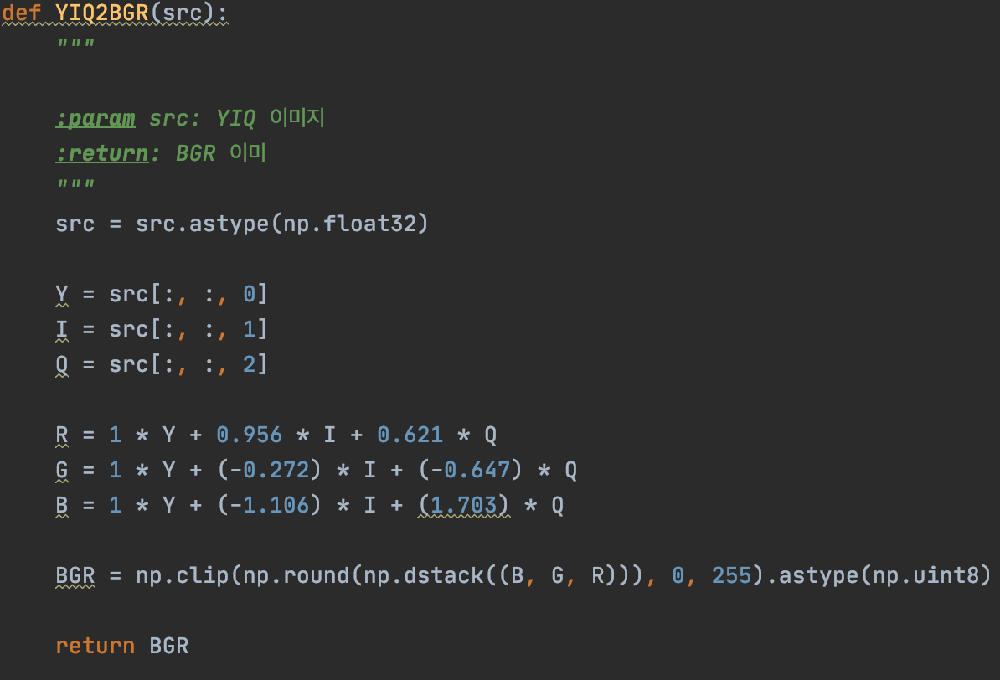 def YIQ2BGR(src):
    """

    :param src: YIQ 이미지
    :return: BGR 이미
    """
    src = src.astype(np.float32)

    Y = src[:, :, 0]
    I = src[:, :, 1]
    Q = src[:, :, 2]

    R = 1 * Y + 0.956 * I + 0.621 * Q
    G = 1 * Y + (-0.272) * I + (-0.647) * Q
    B = 1 * Y + (-1.106) * I + (1.703) * Q

    BGR = np.clip(np.round(np.dstack((B, G, R))), 0, 255).astype(np.uint8)

    return BGR